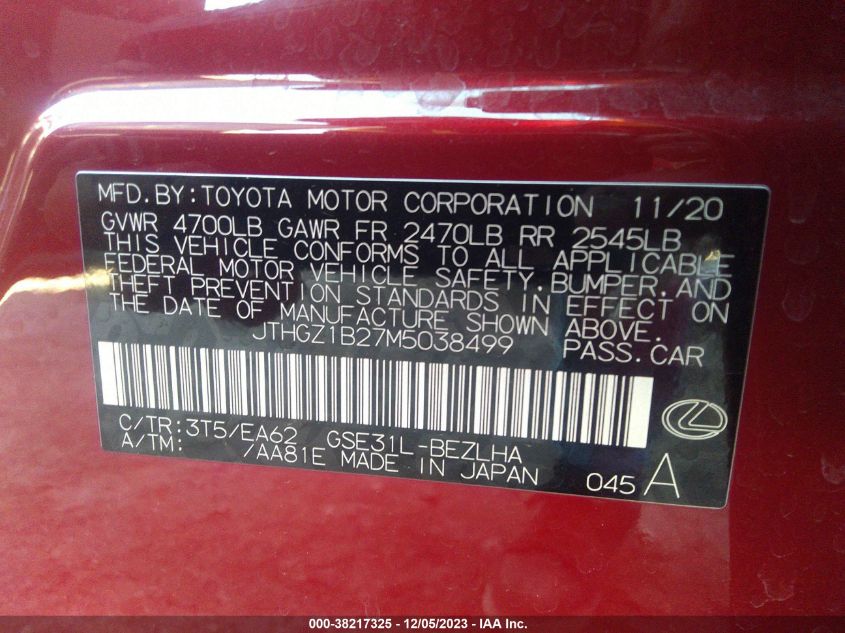 MFD.BY:TOYOTA MOTOR CORPORATION 11/20
GVWR 4700LB GAWR FR 2470LB RR 2545LB
THIS VEHICLE CONFORMS TO ALL APPLICABLE
FEDERAL MOTOR VEHICLE SAFETY,BUMPER,AND
THEFT PREVENTION STANDARDS IN EFFECT ON
THE DATE OF MANUFACTURE SHOWN ABOVE.
JTHGZ1B27M5038499 PASS.CAR
C/TR:3T5/EA62 GSE31L-BEZLHA
A/TM: /AA81E MADE IN JAPAN 045 A
000-38217325 - 12/05/2023 - IAA Inc.